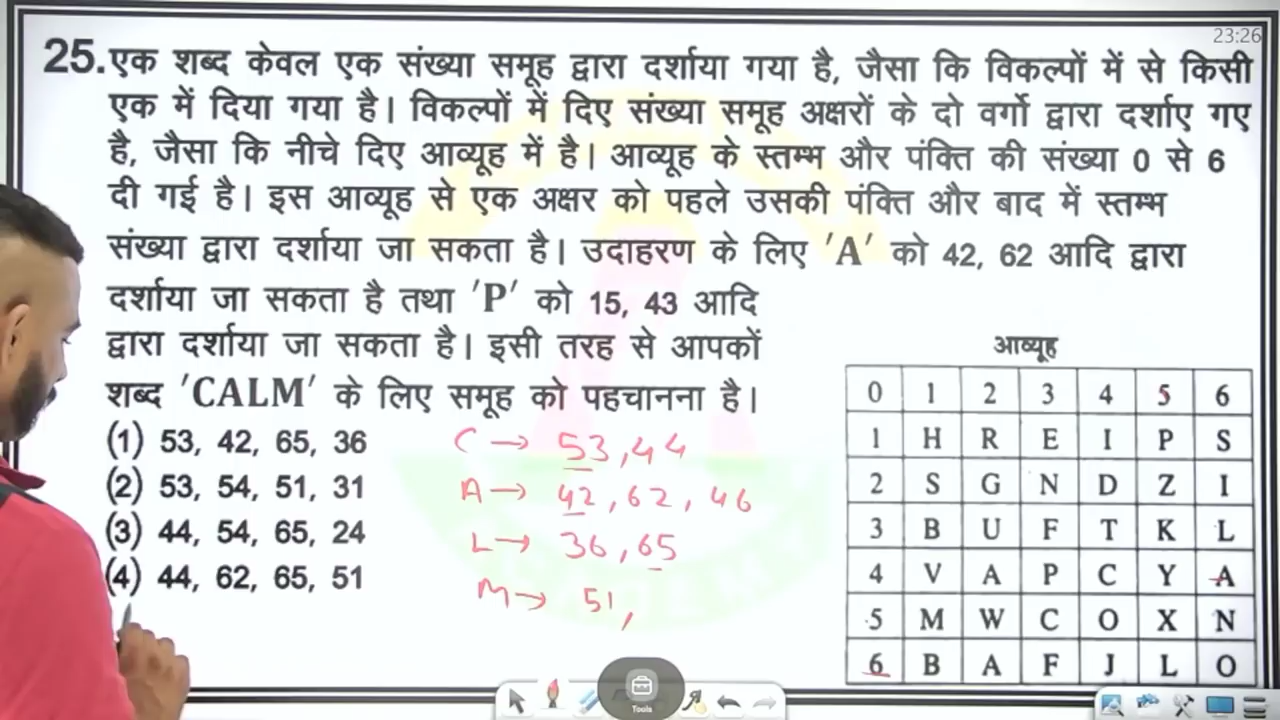 23:26
25. एक शब्द केवल एक संख्या समूह द्वारा दर्शाया गया है, जैसा कि विकल्पों में से किसी
एक में दिया गया है। विकल्पों में दिए संख्या समूह अक्षरों के दो वर्गो द्वारा दर्शाए गए
है, जैसा कि नीचे दिए आव्यूह में है। आव्यूह के स्तम्भ और पंक्ति की संख्या 0 से 6
दी गई है। इस आव्यूह से एक अक्षर को पहले उसकी पंक्ति और बाद में स्तम्भ
संख्या द्वारा दर्शाया जा सकता है। उदाहरण के लिए 'A' को 42, 62 आदि द्वारा
दर्शाया जा सकता है तथा 'P' को 15, 43 आदि
द्वारा दर्शाया जा सकता है। इसी तरह से आपकों
शब्द 'CALM' के लिए समूह को पहचानना है।
(1) 53, 42, 65, 36
(2) 53, 54, 51, 31
(3) 44, 54, 65, 24
(4) 44, 62, 65, 51
C → 53, 44
A → 42, 62, 46
L → 36, 65
M → 51,
आव्यूह
0 1 2 3 4 5 6
1 H R E I P S
2 S G N D Z I
3 B U F T K L
4 V A P C Y A
5 M W C O X N
6 B A F J L O
Tools